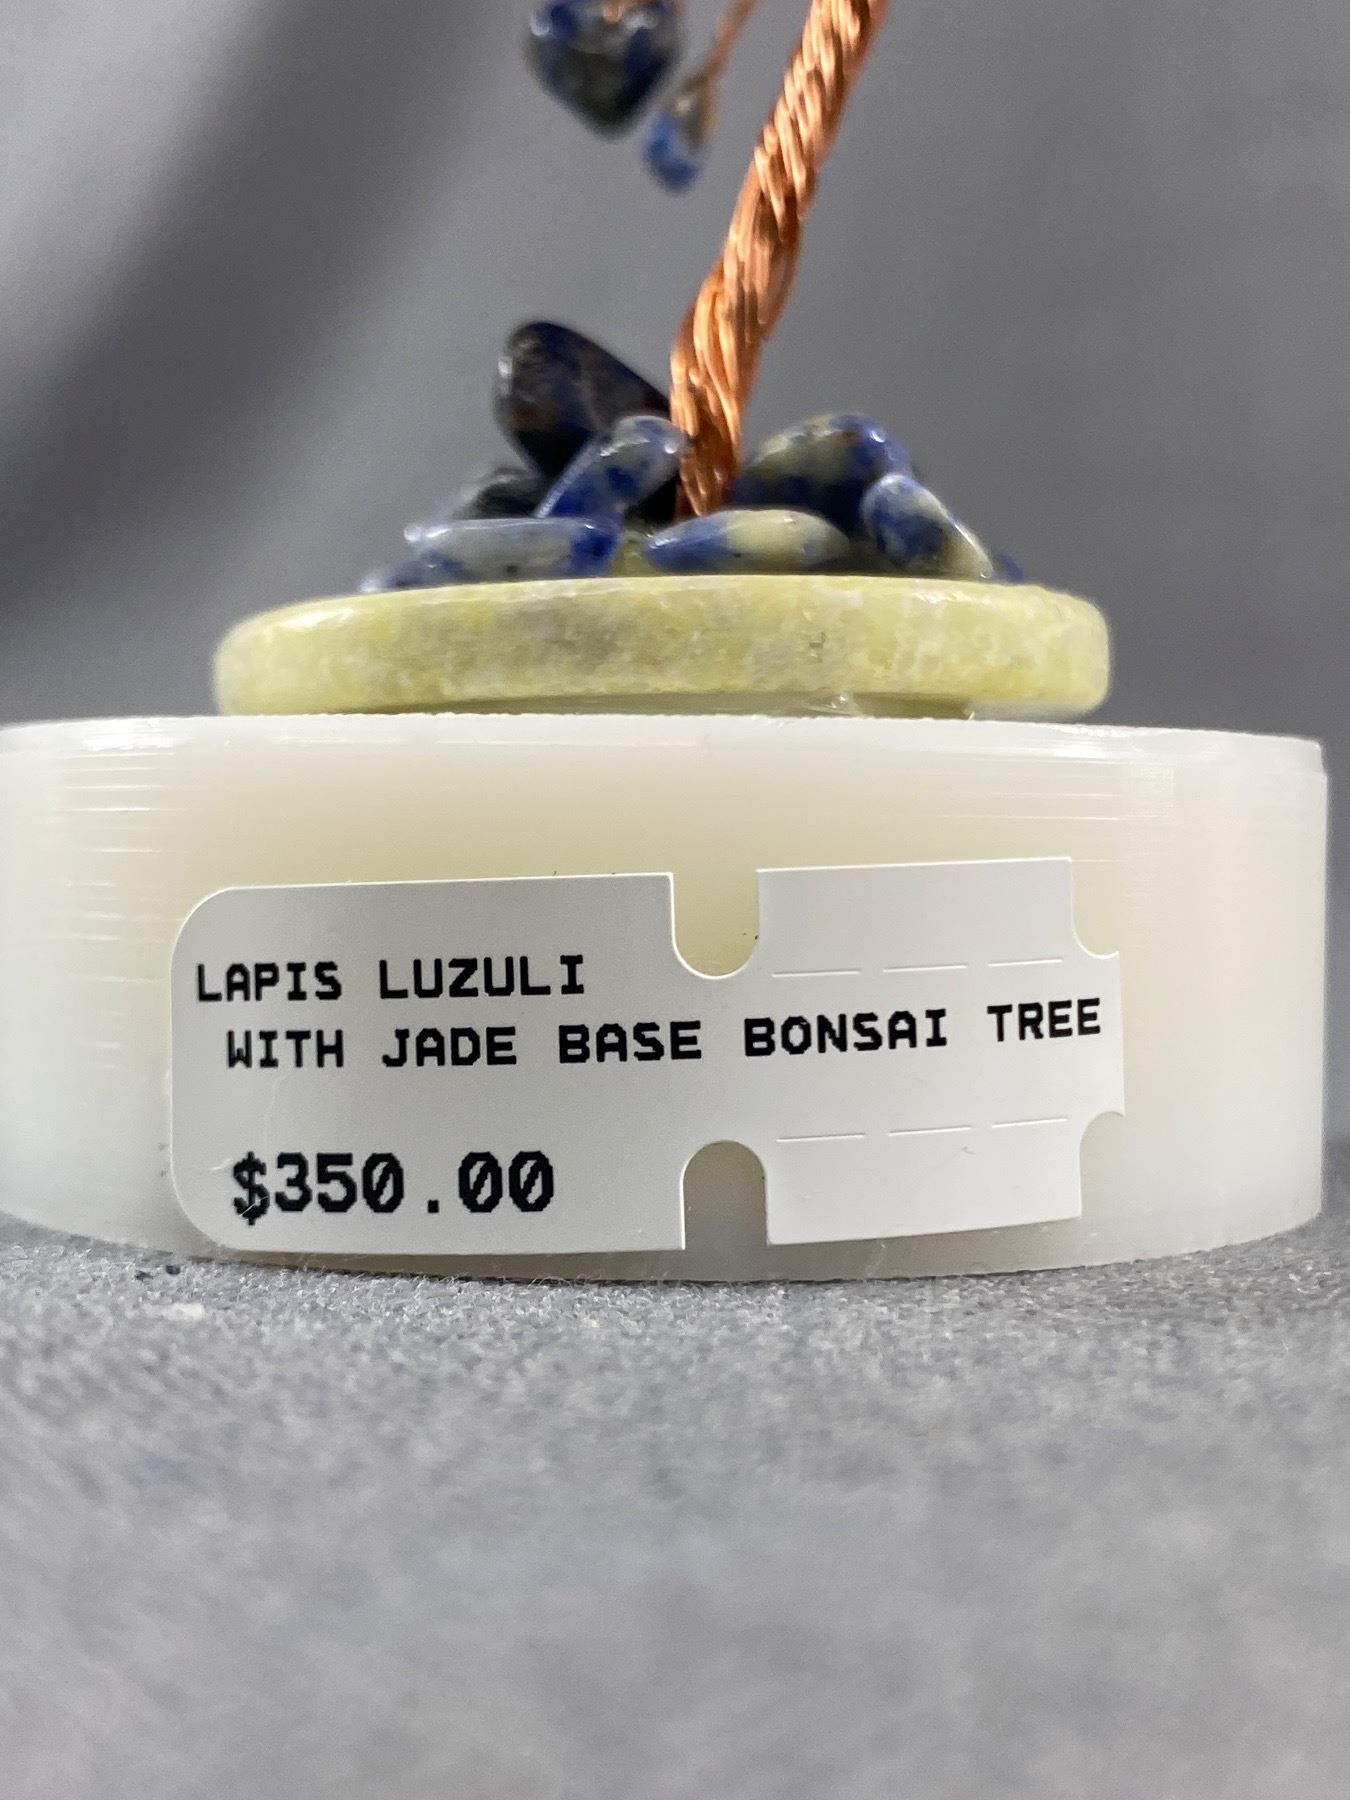 LAPIS LUZULI
WITH JADE BASE BONSAI TREE
$350.00